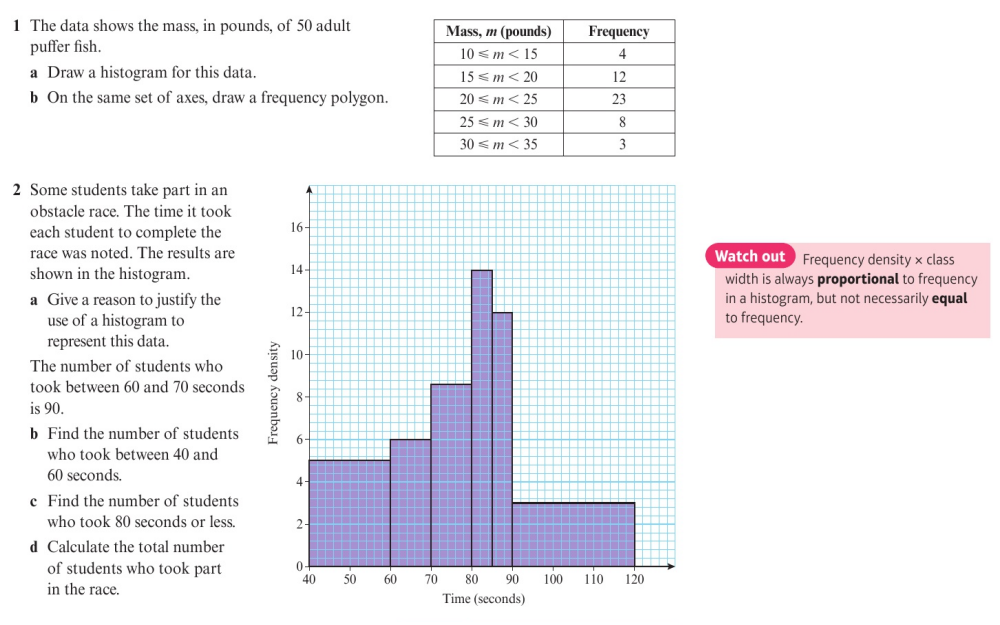 1 The data shows the mass, in pounds, of 50 adult
puffer fish.
a Draw a histogram for this data.
b On the same set of axes, draw a frequency polygon.
Mass, m (pounds) Frequency
10 ⩽ m < 15 4
15 ⩽ m < 20 12
20 ⩽ m < 25 23
25 ⩽ m < 30 8
30 ⩽ m < 35 3
2 Some students take part in an
obstacle race. The time it took
each student to complete the
race was noted. The results are
shown in the histogram.
a Give a reason to justify the
use of a histogram to
represent this data.
The number of students who
took between 60 and 70 seconds
is 90.
b Find the number of students
who took between 40 and
60 seconds.
c Find the number of students
who took 80 seconds or less.
d Calculate the total number
of students who took part
in the race.
Frequency density
16
14
12
10
8
6
4
2
0
40 50 60 70 80 90 100 110 120
Time (seconds)
Watch out Frequency density × class
width is always proportional to frequency
in a histogram, but not necessarily equal
to frequency.